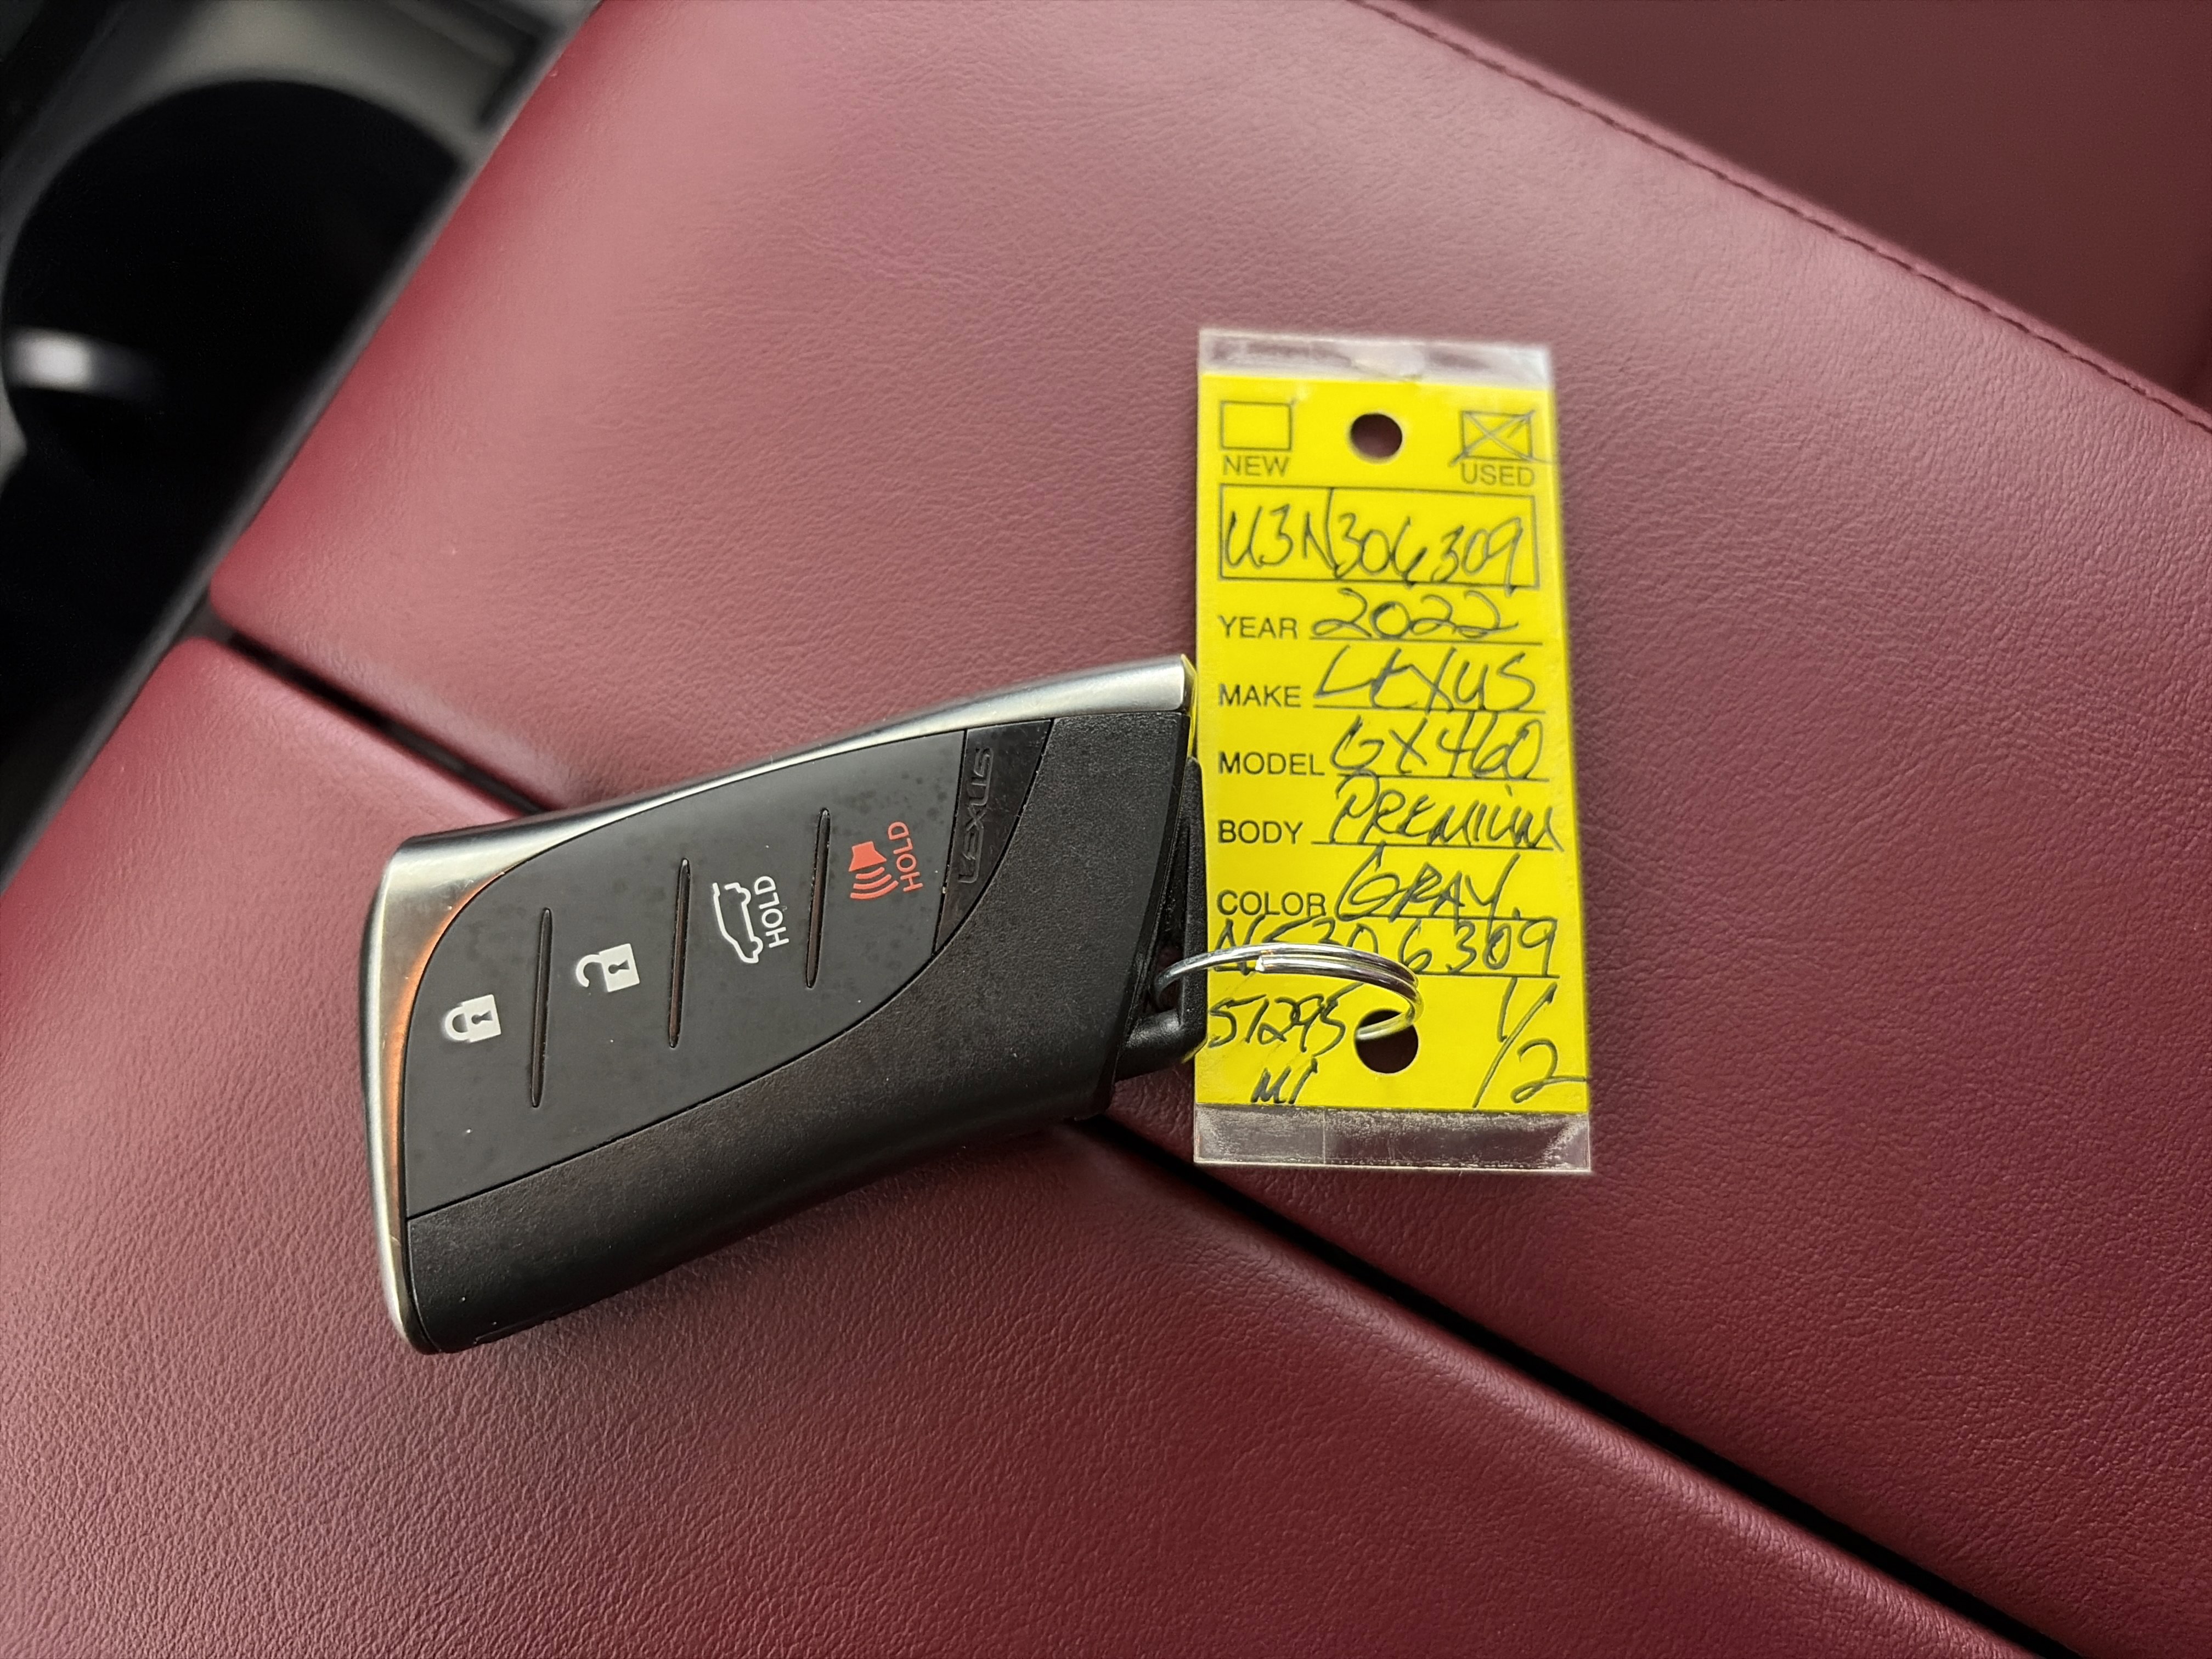 NEW USED
U3N306309
YEAR 2022
MAKE LEXUS
MODEL GX460
BODY PREMIUM
COLOR GRAY.
N5306309
51295 1/2
MI
LEXUS
HOLD
HOLD